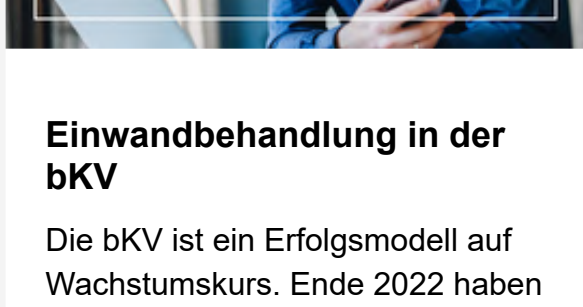 Einwandbehandlung in der
bKV
Die bKV ist ein Erfolgsmodell auf
Wachstumskurs. Ende 2022 haben